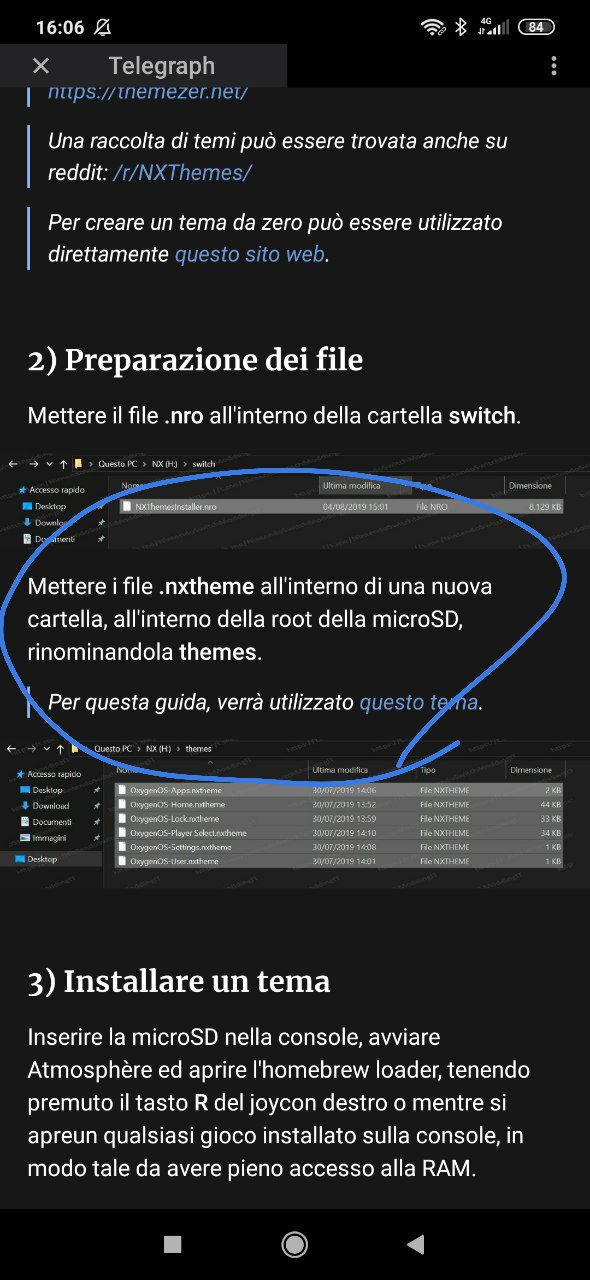 16:06
4G
84
Telegraph
https://themezer.net/
Una raccolta di temi può essere trovata anche su
reddit: /r/NXThemes/
Per creare un tema da zero può essere utilizzato
direttamente questo sito web.
2) Preparazione dei file
Mettere il file .nro all'interno della cartella switch.
Questo PC › NX (H:) › switch
Accesso rapido
Nome Ultima modifica Tipo Dimensione
Desktop
NXThemesInstaller.nro 04/08/2019 15:01 File NRO 8.129 KB
Download
Documenti
Mettere i file .nxtheme all'interno di una nuova
cartella, all'interno della root della microSD,
rinominandola themes.
Per questa guida, verrà utilizzato questo tema.
Questo PC › NX (H:) › themes
Accesso rapido
Nome Ultima modifica Tipo Dimensione
Desktop
Download
Documenti
Immagini
Desktop
OxygenOS-Apps.nxtheme 30/07/2019 14:06 File NXTHEME 2 KB
OxygenOS-Home.nxtheme 30/07/2019 13:52 File NXTHEME 44 KB
OxygenOS-Lock.nxtheme 30/07/2019 13:59 File NXTHEME 33 KB
OxygenOS-Player Select.nxtheme 30/07/2019 14:10 File NXTHEME 34 KB
OxygenOS-Settings.nxtheme 30/07/2019 14:08 File NXTHEME 1 KB
OxygenOS-User.nxtheme 30/07/2019 14:01 File NXTHEME 1 KB
3) Installare un tema
Inserire la microSD nella console, avviare
Atmosphère ed aprire l'homebrew loader, tenendo
premuto il tasto R del joycon destro o mentre si
apreun qualsiasi gioco installato sulla console, in
modo tale da avere pieno accesso alla RAM.